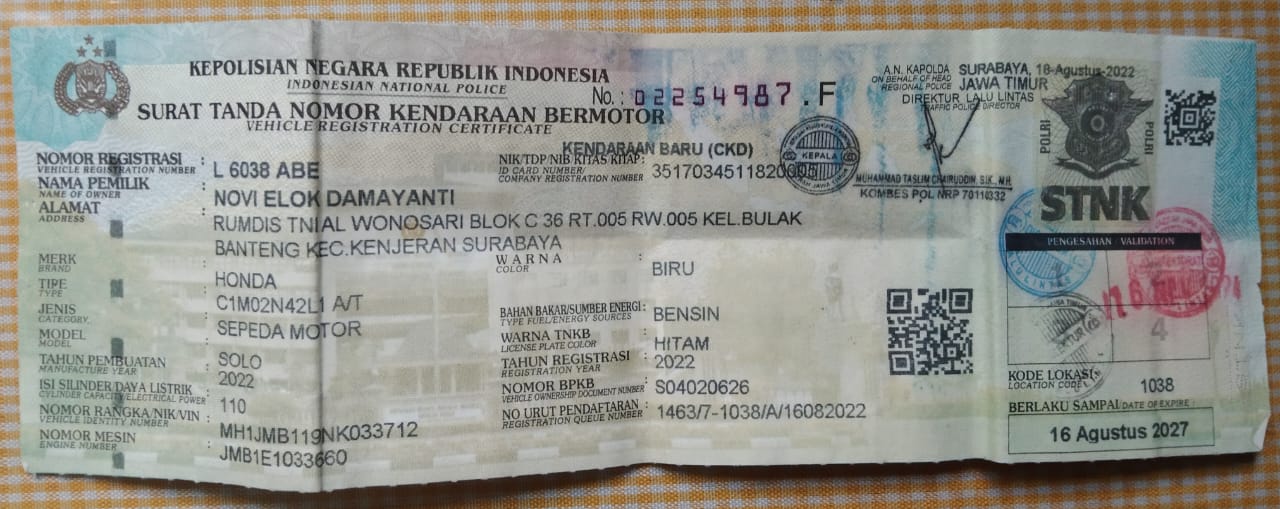 KEPOLISIAN NEGARA REPUBLIK INDONESIA
INDONESIAN NATIONAL POLICE
No.: 02254987.F
SURAT TANDA NOMOR KENDARAAN BERMOTOR
VEHICLE REGISTRATION CERTIFICATE
KENDARAAN BARU (CKD)
NOMOR REGISTRASI : L 6038 ABE
VEHICLE REGISTRATION NUMBER
NIK/TDP/NIB KITAS KITAP : 3517034511820005
ID CARD NUMBER/
COMPANY REGISTRATION NUMBER
NAMA PEMILIK : NOVI ELOK DAMAYANTI
NAME OF OWNER
ALAMAT : RUMDIS TNIAL WONOSARI BLOK C 36 RT.005 RW.005 KEL.BULAK
ADDRESS
BANTENG KEC.KENJERAN SURABAYA
MERK : HONDA
BRAND
TIPE : C1M02N42L1 A/T
TYPE
JENIS : SEPEDA MOTOR
CATEGORY
MODEL : SOLO
MODEL
TAHUN PEMBUATAN : 2022
MANUFACTURE YEAR
ISI SILINDER/DAYA LISTRIK : 110
CYLINDER CAPACITY/ELECTRICAL POWER
NOMOR RANGKA/NIK/VIN : MH1JMB119NK033712
VEHICLE IDENTITY NUMBER
NOMOR MESIN : JMB1E1033660
ENGINE NUMBER
WARNA : BIRU
COLOR
BAHAN BAKAR/SUMBER ENERGI : BENSIN
TYPE FUEL/ENERGY SOURCES
WARNA TNKB : HITAM
LICENSE PLATE COLOR
TAHUN REGISTRASI : 2022
REGISTRATION YEAR
NOMOR BPKB : S04020626
VEHICLE OWNERSHIP DOCUMENT NUMBER
NO URUT PENDAFTARAN : 1463/7-1038/A/16082022
REGISTRATION QUEUE NUMBER
A.N. KAPOLDA JAWA TIMUR
ON BEHALF OF HEAD
REGIONAL POLICE
SURABAYA, 18-Agustus-2022
DIREKTUR LALU LINTAS
TRAFFIC POLICE DIRECTOR
KEPALA
MUHAMMAD TASLIM CHAIRUDDIN, S.I.K., MH.
KOMBES POL NRP 70110332
POLRI
POLRI
STNK
PENGESAHAN - VALIDATION
4
KODE LOKASI : 1038
LOCATION CODE
BERLAKU SAMPAI DATE OF EXPIRE :
16 Agustus 2027